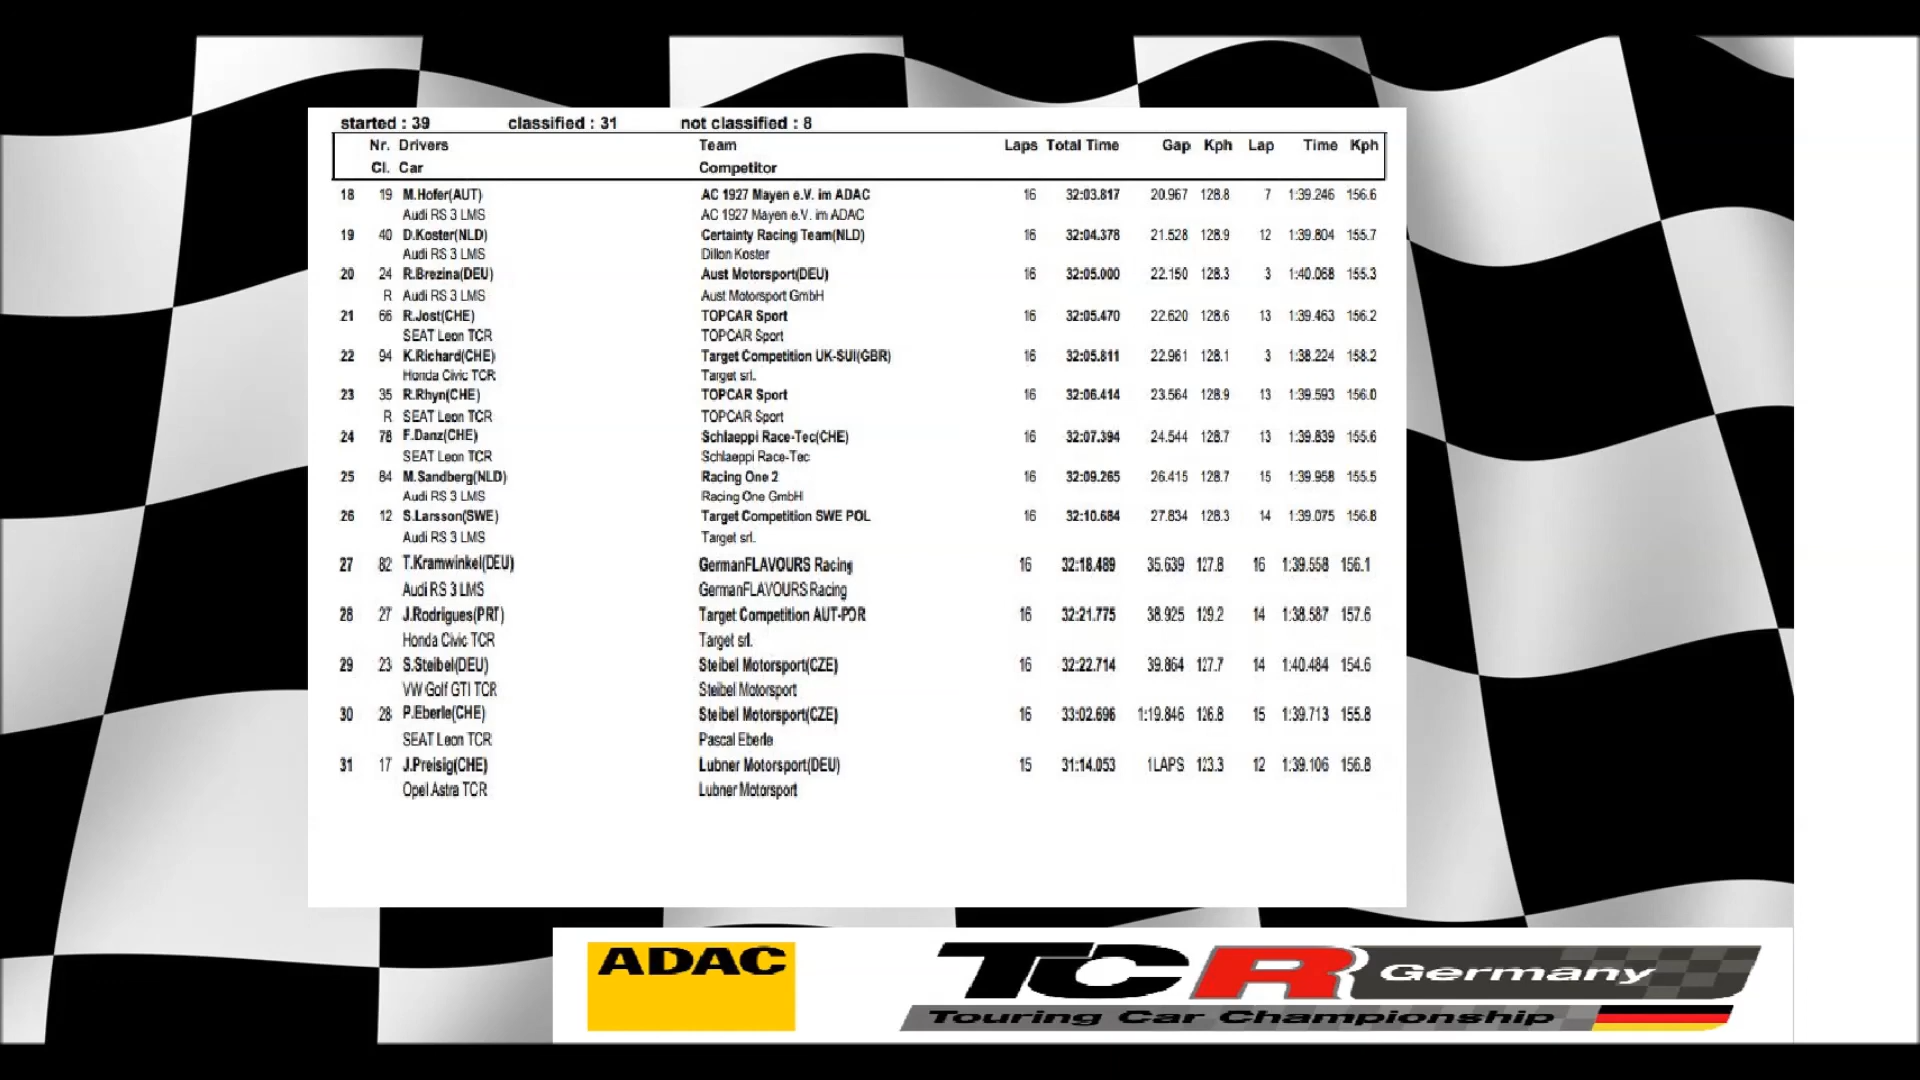 started : 39 classified : 31 not classified : 8
Nr. Drivers Team Laps Total Time Gap Kph Lap Time Kph
Cl. Car Competitor
18 19 M.Hofer(AUT) AC 1927 Mayen e.V. im ADAC 16 32:03.817 20.967 128.8 7 1:39.246 156.6
Audi RS 3 LMS AC 1927 Mayen e.V. im ADAC
19 40 D.Koster(NLD) Certainty Racing Team(NLD) 16 32:04.378 21.528 128.9 12 1:39.804 155.7
Audi RS 3 LMS Dillon Koster
20 24 R.Brezina(DEU) Aust Motorsport(DEU) 16 32:05.000 22.150 128.3 3 1:40.068 155.3
R Audi RS 3 LMS Aust Motorsport GmbH
21 66 R.Jost(CHE) TOPCAR Sport 16 32:05.470 22.620 128.6 13 1:39.463 156.2
SEAT Leon TCR TOPCAR Sport
22 94 K.Richard(CHE) Target Competition UK-SUI(GBR) 16 32:05.811 22.961 128.1 3 1:38.224 158.2
Honda Civic TCR Target srl.
23 35 R.Rhyn(CHE) TOPCAR Sport 16 32:06.414 23.564 128.9 13 1:39.593 156.0
R SEAT Leon TCR TOPCAR Sport
24 78 F.Danz(CHE) Schlaeppi Race-Tec(CHE) 16 32:07.394 24.544 128.7 13 1:39.839 155.6
SEAT Leon TCR Schlaeppi Race-Tec
25 84 M.Sandberg(NLD) Racing One 2 16 32:09.265 26.415 128.7 15 1:39.958 155.5
Audi RS 3 LMS Racing One GmbH
26 12 S.Larsson(SWE) Target Competition SWE POL 16 32:10.684 27.834 128.3 14 1:39.075 156.8
Audi RS 3 LMS Target srl.
27 82 T.Kramwinkel(DEU) GermanFLAVOURS Racing 16 32:18.489 35.639 127.8 16 1:39.558 156.1
Audi RS 3 LMS GermanFLAVOURS Racing
28 27 J.Rodrigues(PRT) Target Competition AUT-POR 16 32:21.775 38.925 129.2 14 1:38.587 157.6
Honda Civic TCR Target srl.
29 23 S.Steibel(DEU) Steibel Motorsport(CZE) 16 32:22.714 39.864 127.7 14 1:40.484 154.6
VW Golf GTI TCR Steibel Motorsport
30 28 P.Eberle(CHE) Steibel Motorsport(CZE) 16 33:02.696 1:19.846 126.8 15 1:39.713 155.8
SEAT Leon TCR Pascal Eberle
31 17 J.Preisig(CHE) Lubner Motorsport(DEU) 15 31:14.053 1LAPS 123.3 12 1:39.106 156.8
Opel Astra TCR Lubner Motorsport
ADAC TCR Germany
Touring Car Championship